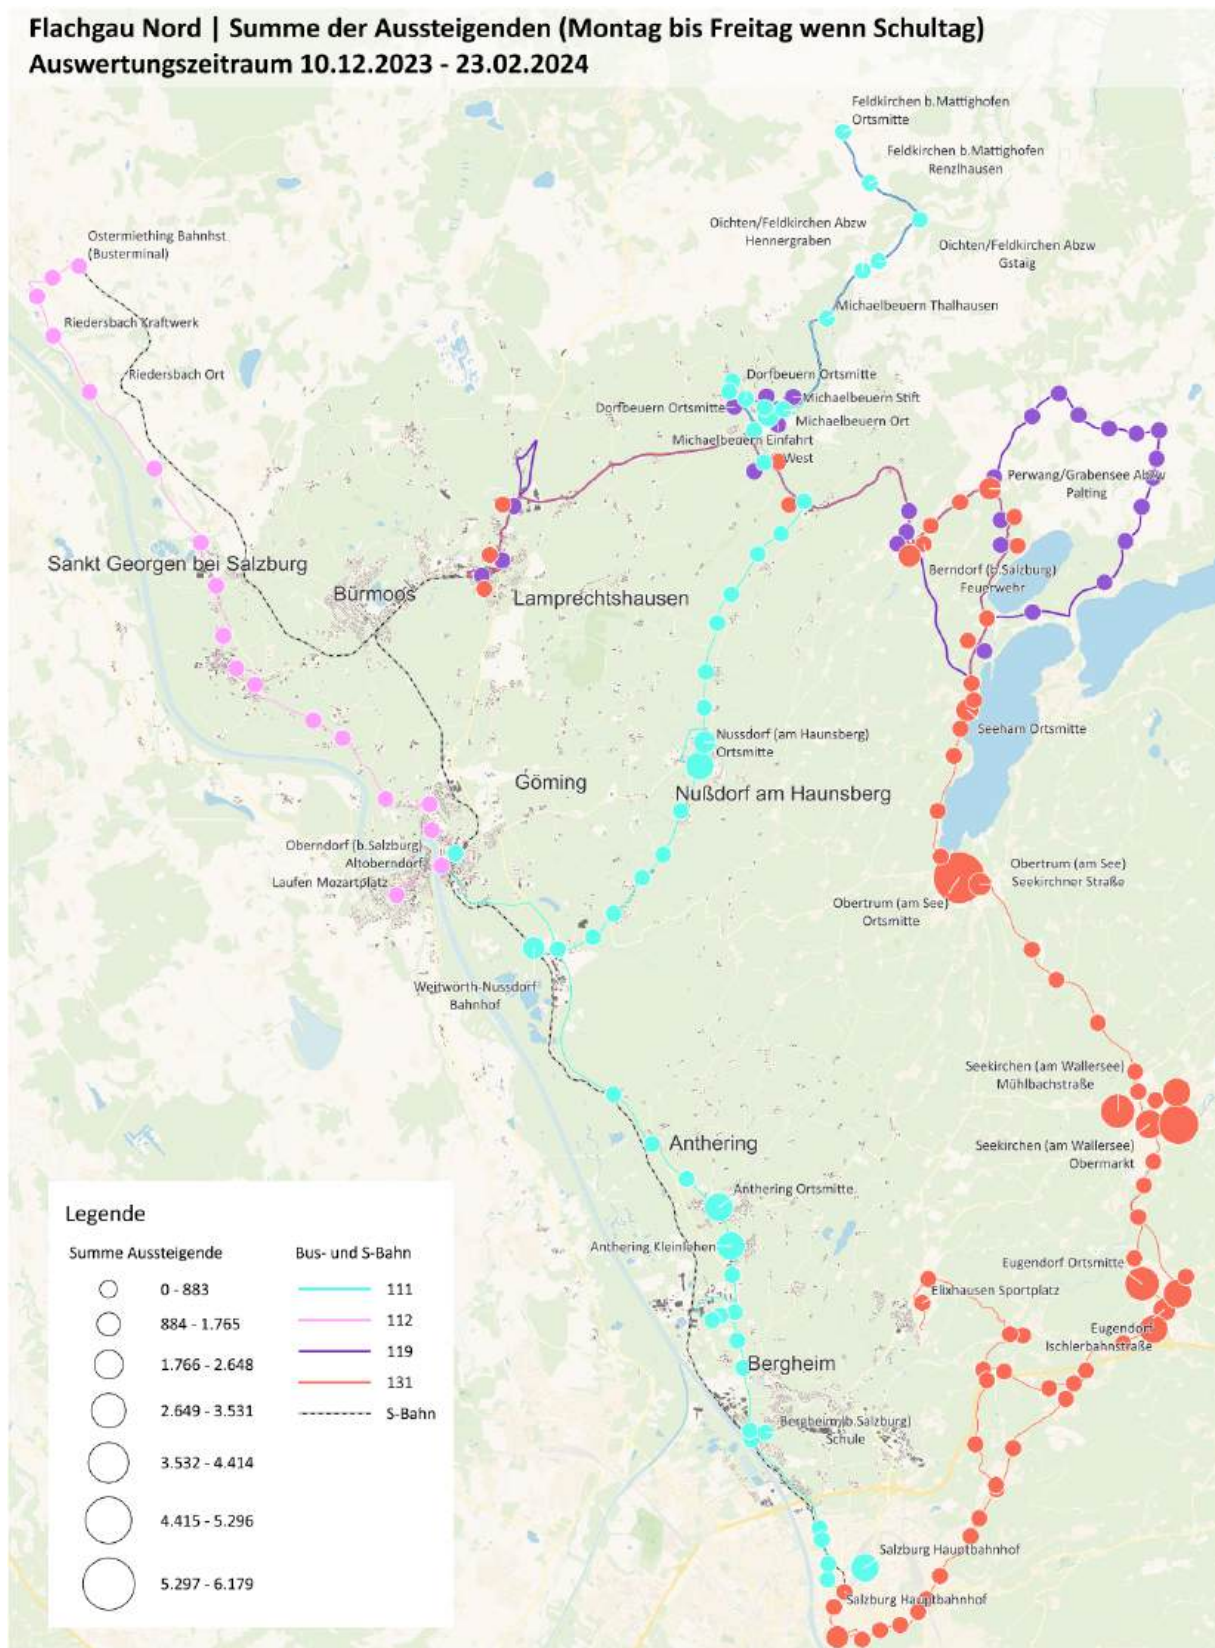 Flachgau Nord | Summe der Aussteigenden (Montag bis Freitag wenn Schultag)
Auswertungszeitraum 10.12.2023 - 23.02.2024
Feldkirchen b.Mattighofen
Ortsmitte
Feldkirchen b.Mattighofen
Renzlhausen
Oichten/Feldkirchen Abzw
Hennergraben
Oichten/Feldkirchen Abzw
Gstaig
Ostermiething Bahnhst
(Busterminal)
Michaelbeuern Thalhausen
Riedersbach Kraftwerk
Riedersbach Ort
Dorfbeuern Ortsmitte
Michaelbeuern Stift
Dorfbeuern Ortsmitte
Michaelbeuern Ort
Michaelbeuern Einfahrt
West
Perwang/Grabensee Abzw
Palting
Sankt Georgen bei Salzburg
Bürmoos
Lamprechtshausen
Berndorf (b.Salzburg)
Feuerwehr
Seeham Ortsmitte
Nussdorf (am Haunsberg)
Ortsmitte
Göming
Nußdorf am Haunsberg
Oberndorf (b.Salzburg)
Altoberndorf
Laufen Mozartplatz
Obertrum (am See)
Seekirchner Straße
Obertrum (am See)
Ortsmitte
Weitwörth-Nussdorf
Bahnhof
Seekirchen (am Wallersee)
Mühlbachstraße
Anthering
Seekirchen (am Wallersee)
Obermarkt
Anthering Ortsmitte
Anthering Kleinlehen
Eugendorf Ortsmitte
Elixhausen Sportplatz
Eugendorf
Ischlerbahnstraße
Bergheim
Bergheim(b.Salzburg)
Schule
Salzburg Hauptbahnhof
Salzburg Hauptbahnhof
Legende
Summe Aussteigende
0 - 883
884 - 1.765
1.766 - 2.648
2.649 - 3.531
3.532 - 4.414
4.415 - 5.296
5.297 - 6.179
Bus- und S-Bahn
111
112
119
131
S-Bahn